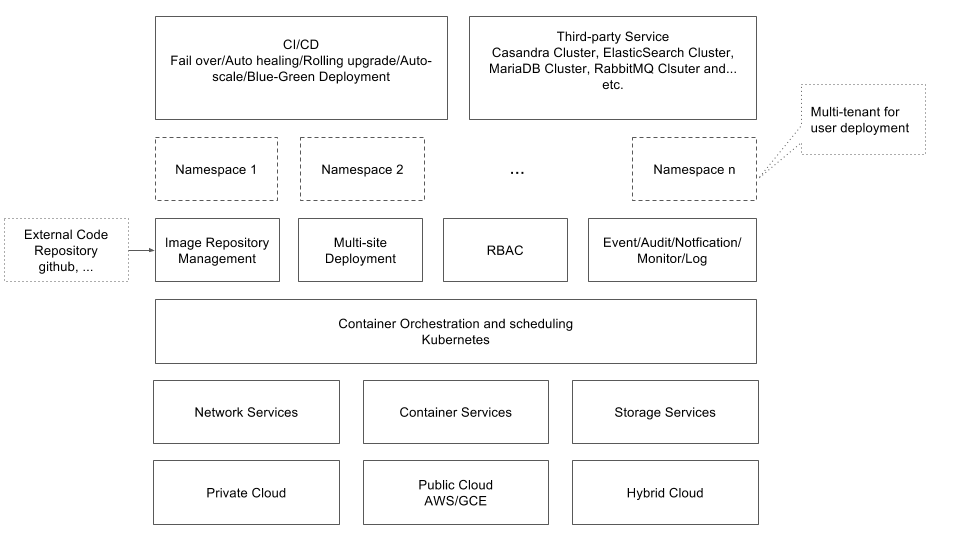 CI/CD
Fail over/Auto healing/Rolling upgrade/Auto-
scale/Blue-Green Deployment
Third-party Service
Casandra Cluster, ElasticSearch Cluster,
MariaDB Cluster, RabbitMQ Clsuter and...
etc.
Multi-tenant for
user deployment
Namespace 1
Namespace 2
...
Namespace n
External Code
Repository
github, ...
Image Repository
Management
Multi-site
Deployment
RBAC
Event/Audit/Notfication/
Monitor/Log
Container Orchestration and scheduling
Kubernetes
Network Services
Container Services
Storage Services
Private Cloud
Public Cloud
AWS/GCE
Hybrid Cloud